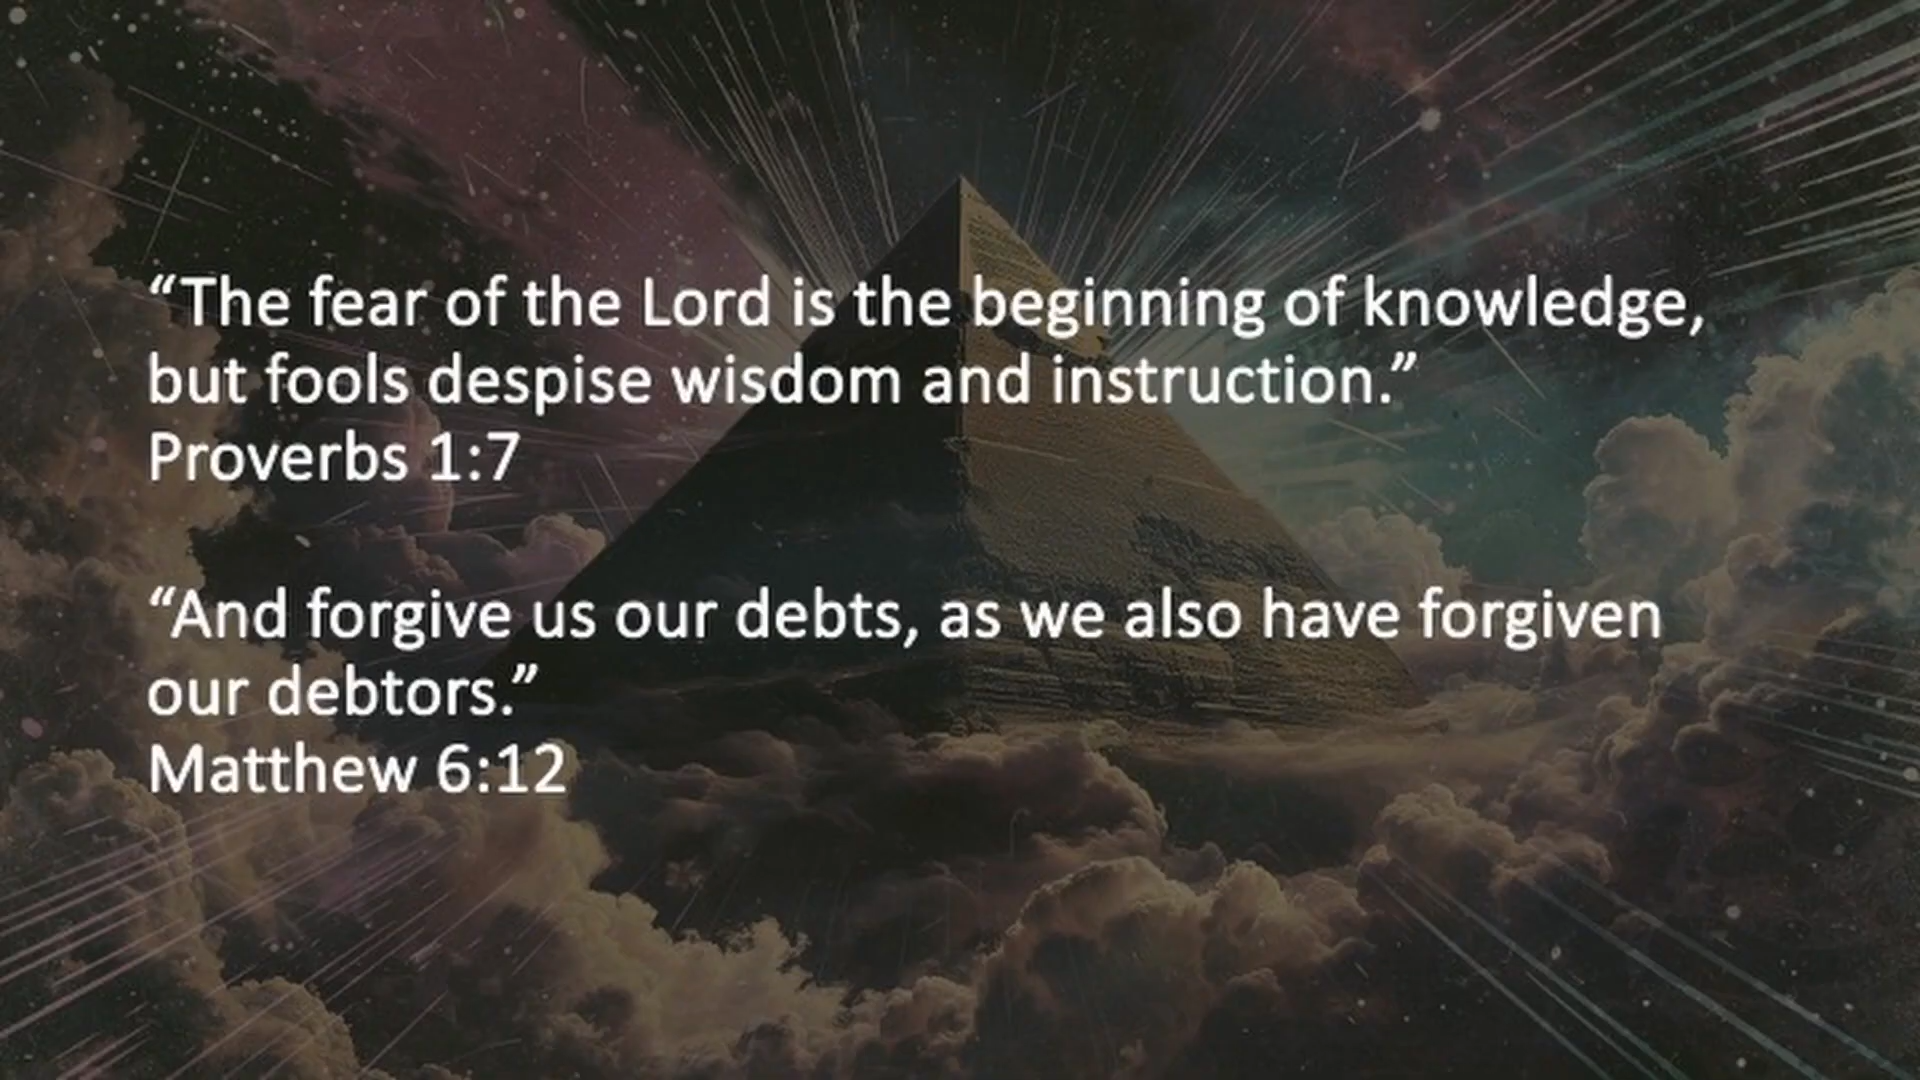 “The fear of the Lord is the beginning of knowledge,
but fools despise wisdom and instruction.”
Proverbs 1:7
“And forgive us our debts, as we also have forgiven
our debtors.”
Matthew 6:12